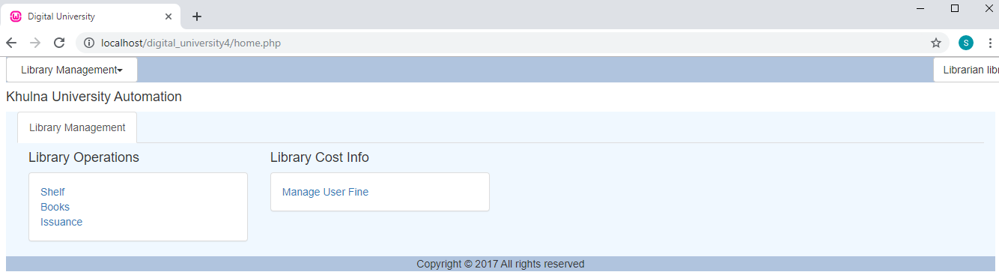 Digital University
localhost/digital_university4/home.php
S
Library Management
Librarian
Khulna University Automation
Library Management
Library Operations
Library Cost Info
Shelf
Books
Issuance
Manage User Fine
Copyright © 2017 All rights reserved